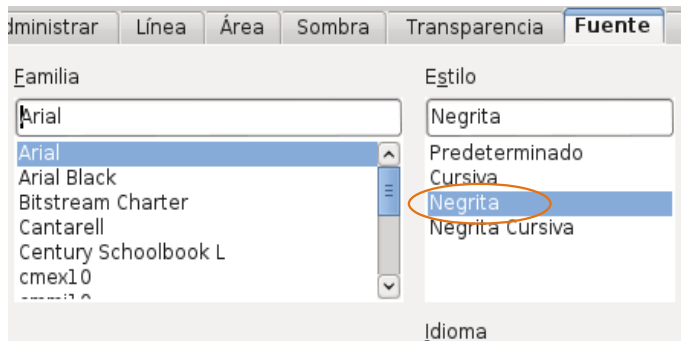 dministrar Línea Área Sombra Transparencia Fuente
Familia
Arial
Arial
Arial Black
Bitstream Charter
Cantarell
Century Schoolbook L
cmex10
Estilo
Negrita
Predeterminado
Cursiva
Negrita
Negrita Cursiva
Idioma